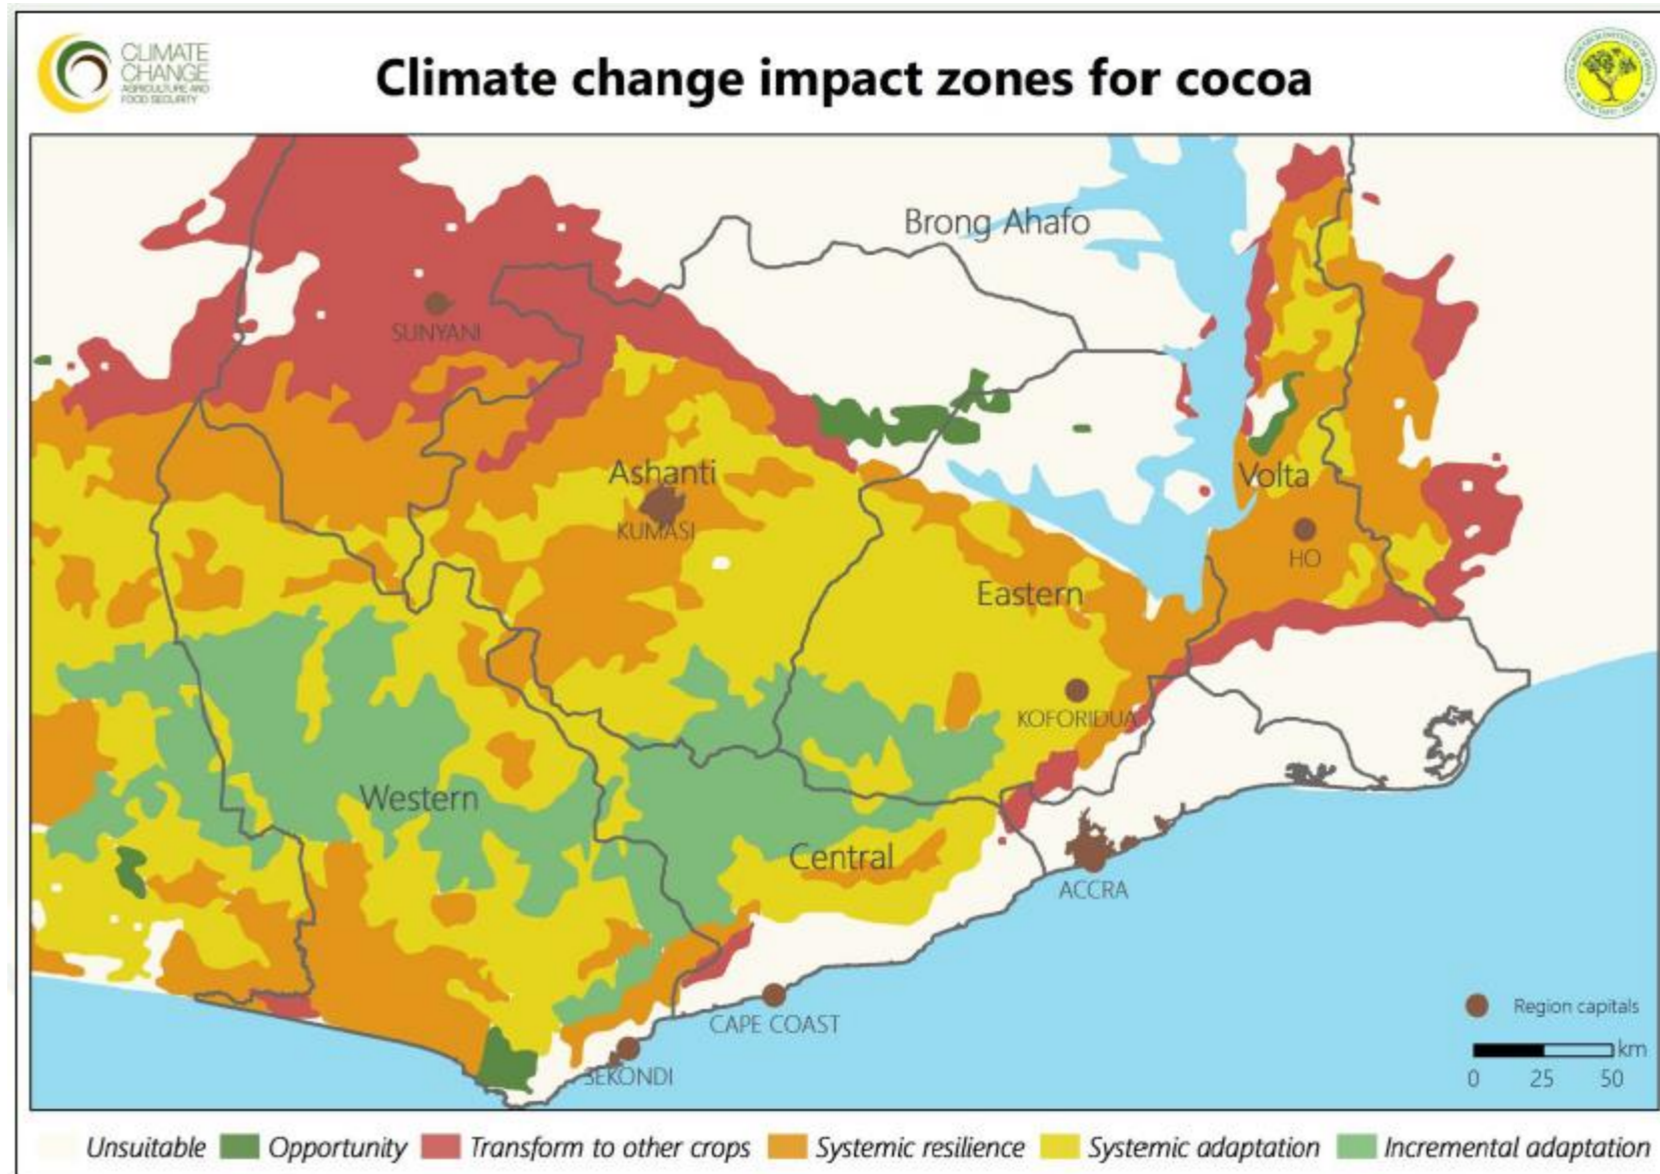 CLIMATE
CHANGE
AGRICULTURE AND
FOOD SECURITY
Climate change impact zones for cocoa
Brong Ahafo
SUNYANI
Ashanti
KUMASI
Volta
HO
Eastern
KOFORIDUA
Western
Central
ACCRA
CAPE COAST
SEKONDI
Region capitals
km
0 25 50
Unsuitable Opportunity Transform to other crops Systemic resilience Systemic adaptation Incremental adaptation